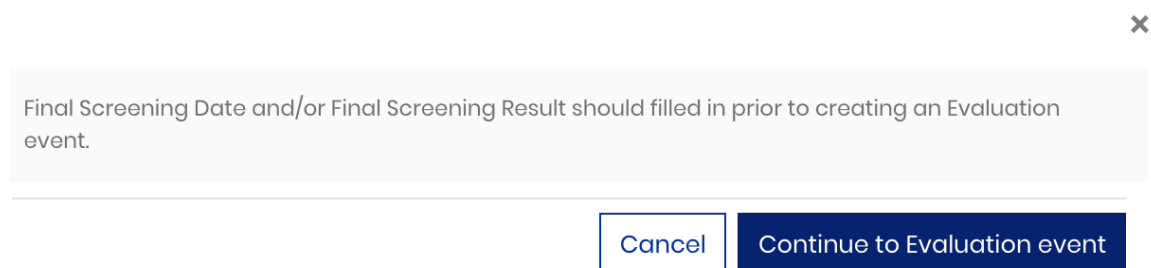 Final Screening Date and/or Final Screening Result should filled in prior to creating an Evaluation
event.
Cancel
Continue to Evaluation event